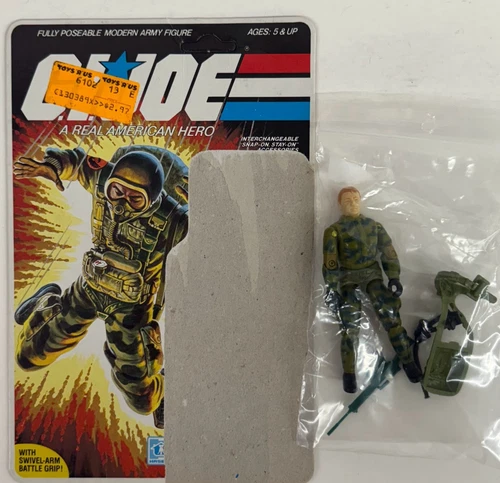 FULLY POSEABLE MODERN ARMY FIGURE
AGES: 5 & UP
G.I. JOE
TOYS Я US
TOYS Я US
6102 13 E
A REAL AMERICAN HERO
INTERCHANGEABLE
"SNAP-ON, STAY-ON"
ACCESSORIES
WITH
SWIVEL-ARM
BATTLE GRIP!